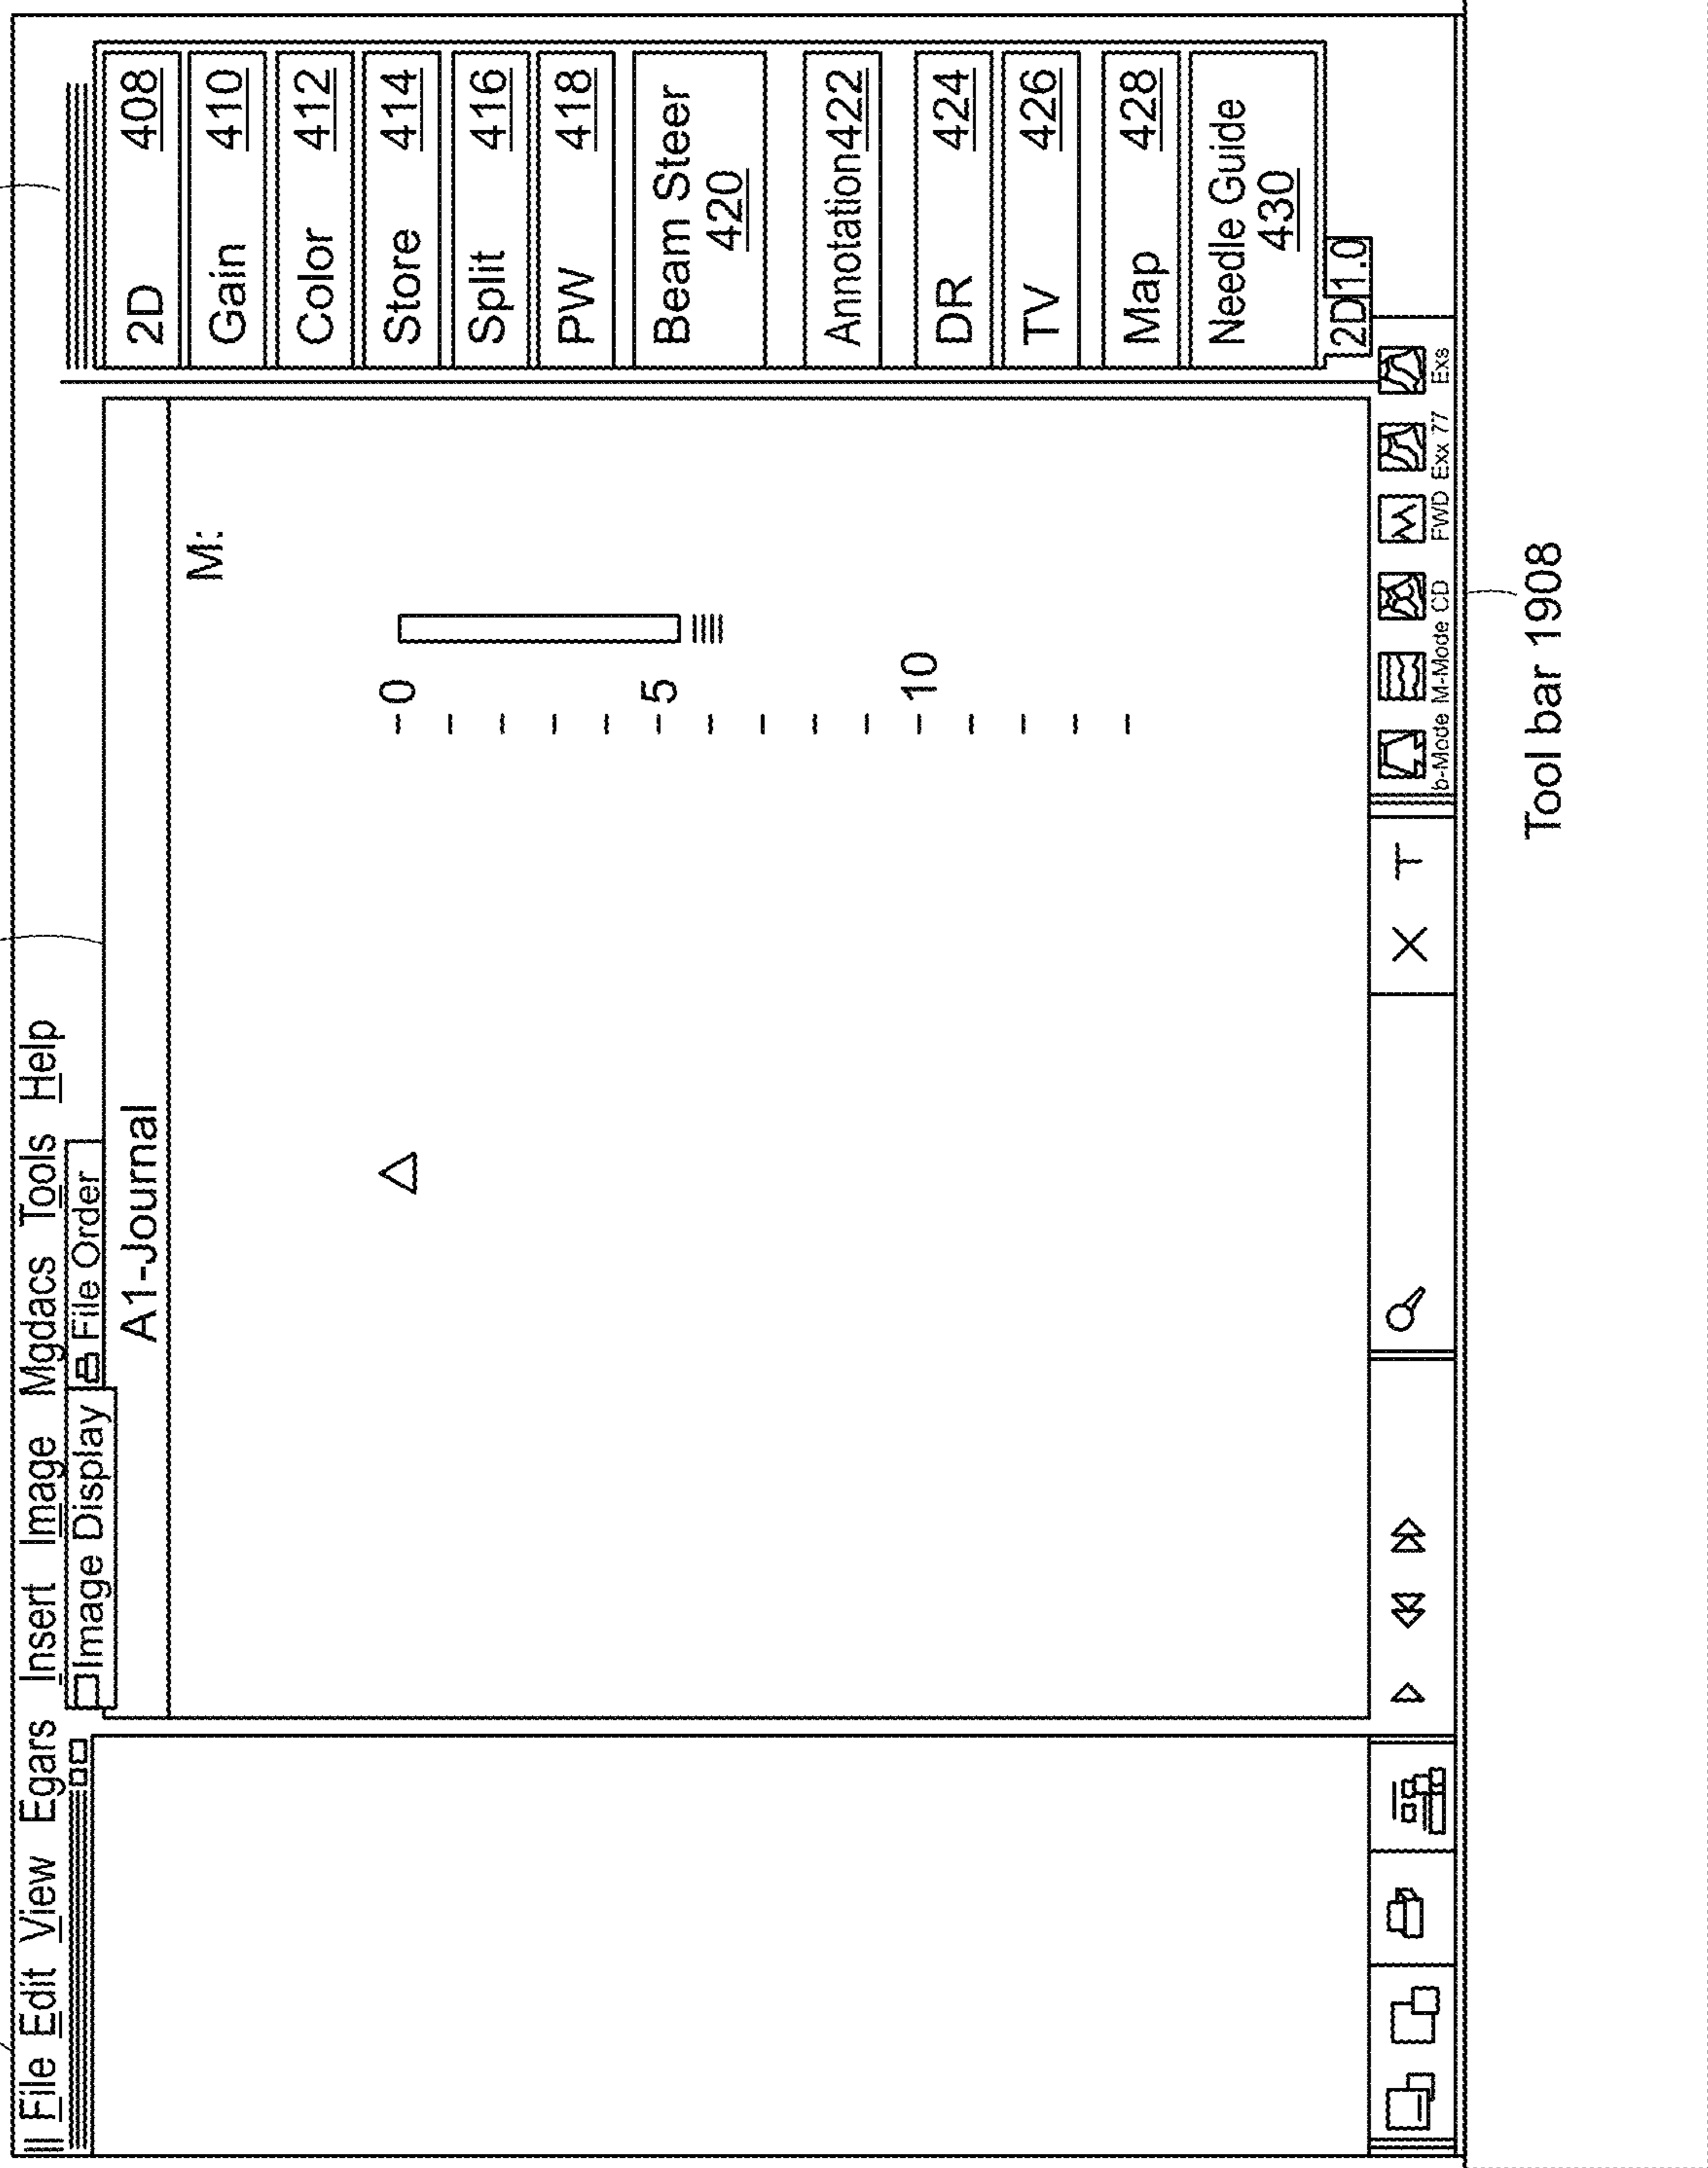 File Edit View Egars Insert Image Mgdacs Tools Help
Image Display File Order
A1-Journal
M:
0
5
10
2D 408
Gain 410
Color 412
Store 414
Split 416
PW 418
Beam Steer
420
Annotation 422
DR 424
TV 426
Map 428
Needle Guide
430
2D 1.0
X T
b-Mode M-Mode CD FWD Exx 77 Exs
Tool bar 1908